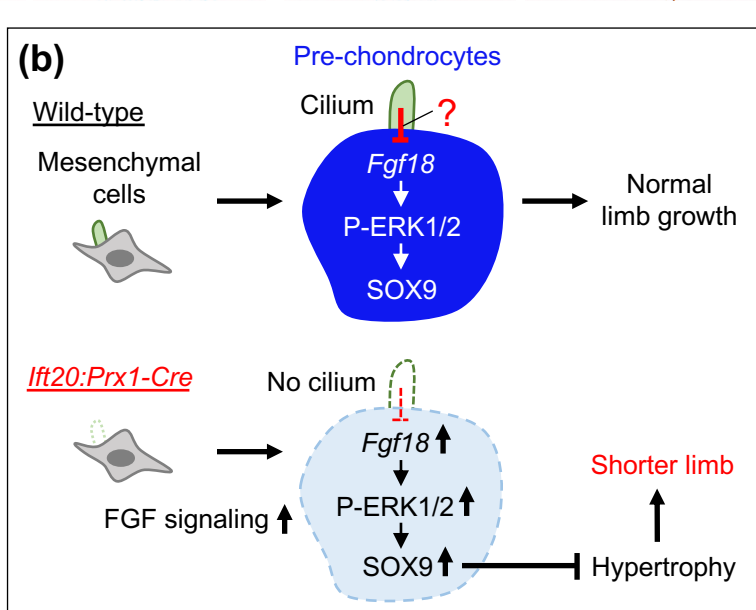 (b)
Pre-chondrocytes
Wild-type
Cilium
?
Mesenchymal
cells
Fgf18
P-ERK1/2
SOX9
Normal
limb growth
Ift20:Prx1-Cre
No cilium
Fgf18
P-ERK1/2
SOX9
FGF signaling
Shorter limb
Hypertrophy